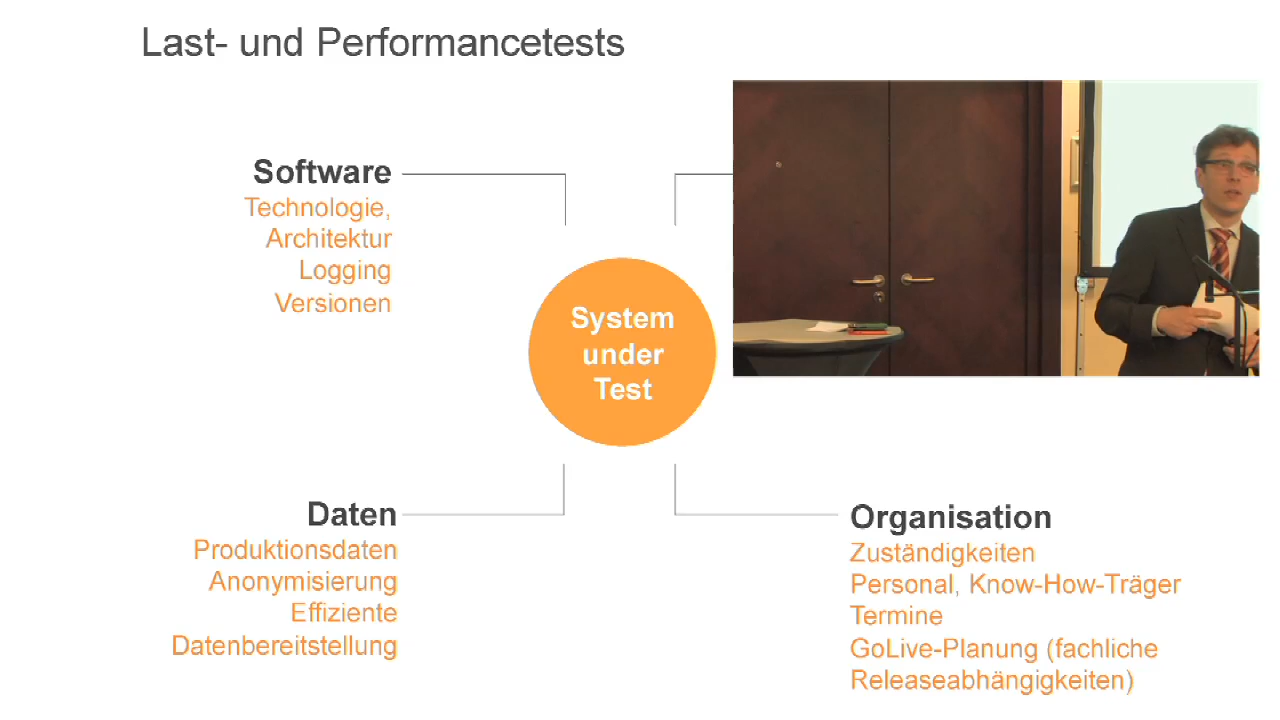 Last- und Performancetests
Software
Technologie,
Architektur
Logging
Versionen
System
under
Test
Daten
Produktionsdaten
Anonymisierung
Effiziente
Datenbereitstellung
Organisation
Zuständigkeiten
Personal, Know-How-Träger
Termine
GoLive-Planung (fachliche
Releaseabhängigkeiten)